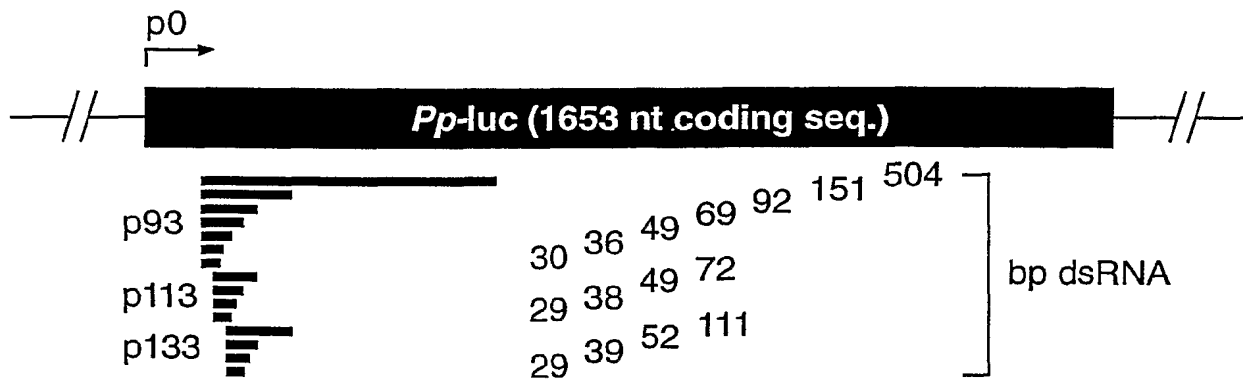 p0
Pp-luc (1653 nt coding seq.)
p93 30 36 49 69 92 151 504
p113 29 38 49 72
p133 29 39 52 111
bp dsRNA